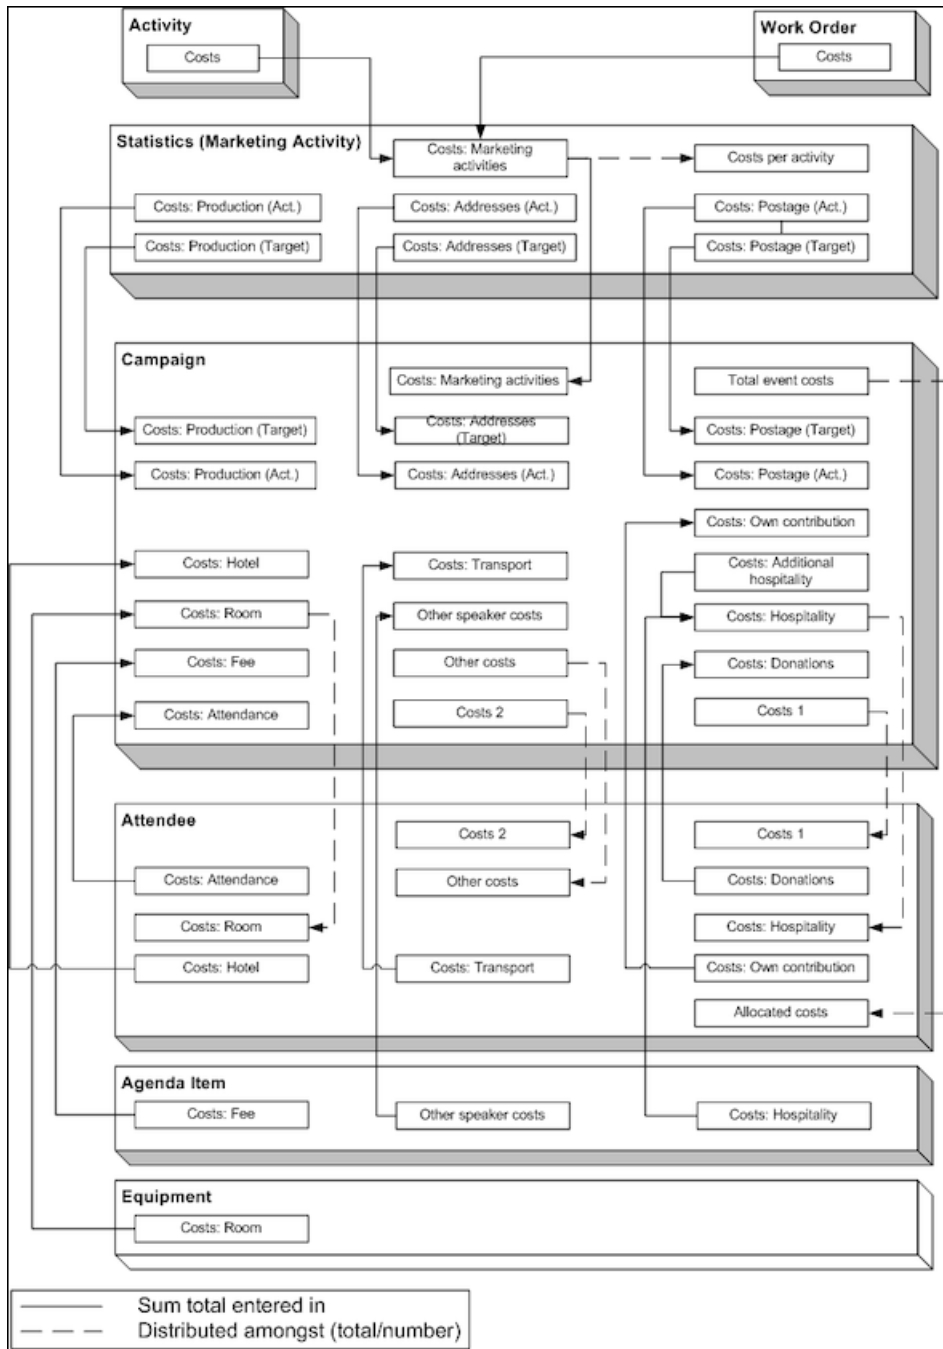 Activity
Work Order
Costs
Costs
Statistics (Marketing Activity)
Costs: Marketing
activities
Costs per activity
Costs: Production (Act.)
Costs: Addresses (Act.)
Costs: Postage (Act.)
Costs: Production (Target)
Costs: Addresses (Target)
Costs: Postage (Target)
Campaign
Costs: Marketing activities
Total event costs
Costs: Production (Target)
Costs: Addresses
(Target)
Costs: Postage (Target)
Costs: Production (Act.)
Costs: Addresses (Act.)
Costs: Postage (Act.)
Costs: Own contribution
Costs: Hotel
Costs: Transport
Costs: Additional
hospitality
Costs: Room
Other speaker costs
Costs: Hospitality
Costs: Fee
Other costs
Costs: Donations
Costs: Attendance
Costs 2
Costs 1
Attendee
Costs 2
Costs 1
Costs: Attendance
Other costs
Costs: Donations
Costs: Room
Costs: Hospitality
Costs: Hotel
Costs: Transport
Costs: Own contribution
Allocated costs
Agenda Item
Costs: Fee
Other speaker costs
Costs: Hospitality
Equipment
Costs: Room
Sum total entered in
Distributed amongst (total/number)